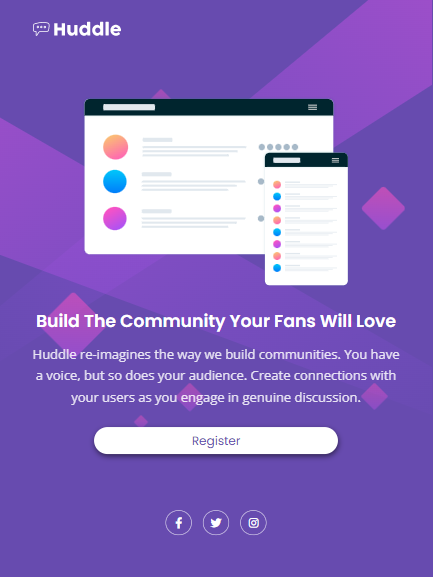 Huddle
Build The Community Your Fans Will Love
Huddle re-imagines the way we build communities. You have
a voice, but so does your audience. Create connections with
your users as you engage in genuine discussion.
Register